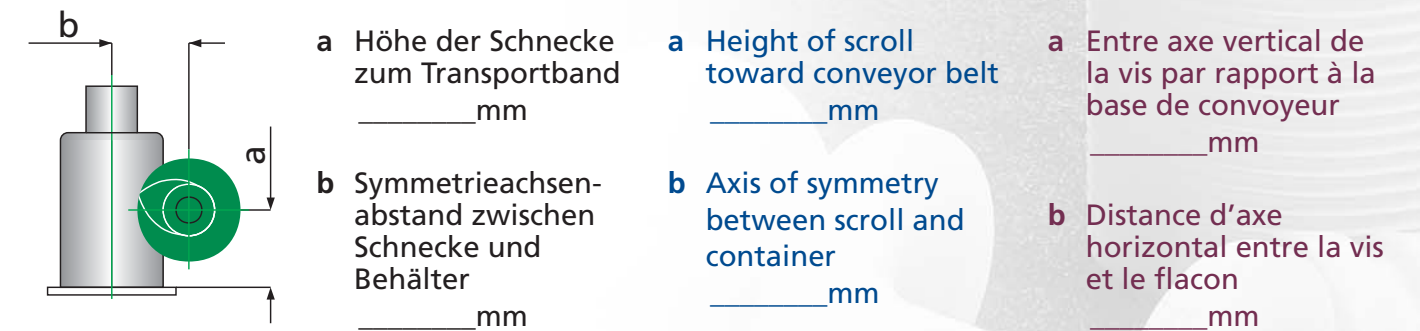 b
a
a Höhe der Schnecke
zum Transportband
________mm
b Symmetrieachsen-
abstand zwischen
Schnecke und
Behälter
________mm
a Height of scroll
toward conveyor belt
________mm
b Axis of symmetry
between scroll and
container
________mm
a Entre axe vertical de
la vis par rapport à la
base de convoyeur
________mm
b Distance d’axe
horizontal entre la vis
et le flacon
________mm